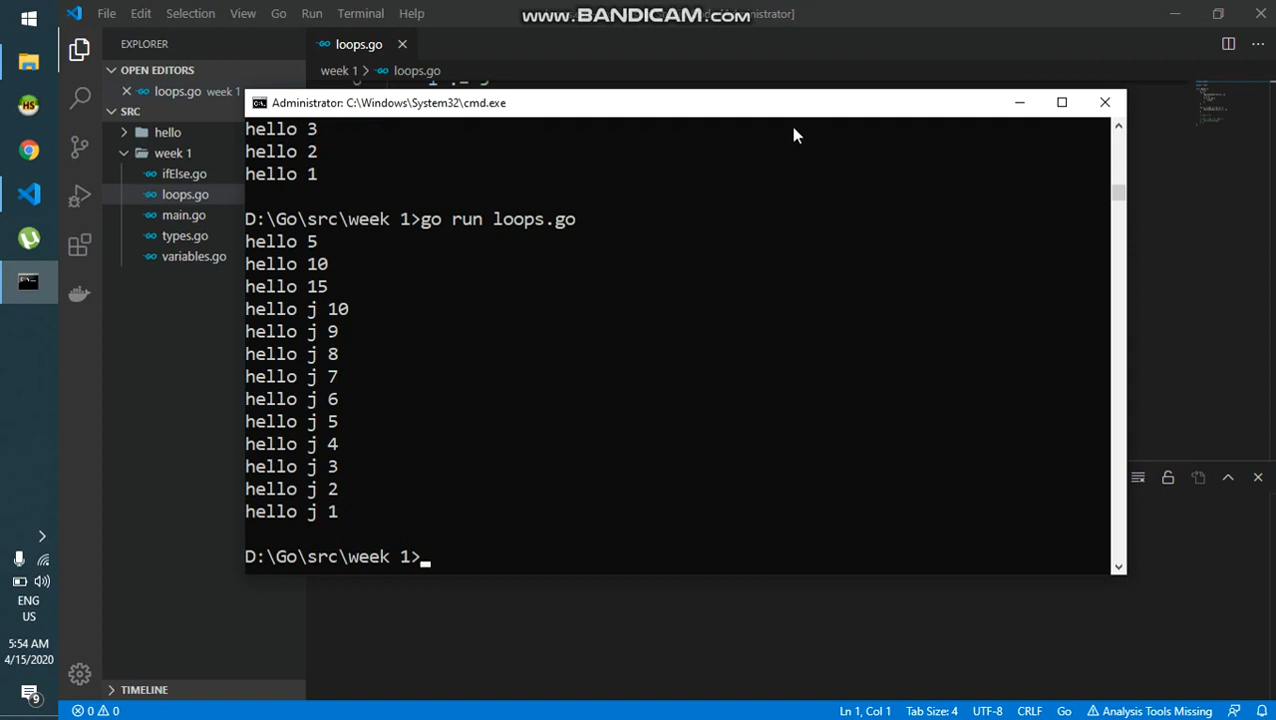 www.BANDICAM.com
File Edit Selection View Go Run Terminal Help
EXPLORER
OPEN EDITORS
loops.go week 1
SRC
hello
week 1
ifElse.go
loops.go
main.go
types.go
variables.go
TIMELINE
loops.go
week 1 > loops.go
Administrator: C:\Windows\System32\cmd.exe
hello 3
hello 2
hello 1
D:\Go\src\week 1>go run loops.go
hello 5
hello 10
hello 15
hello j 10
hello j 9
hello j 8
hello j 7
hello j 6
hello j 5
hello j 4
hello j 3
hello j 2
hello j 1
D:\Go\src\week 1>
ENG
US
5:54 AM
4/15/2020
9
0 0
Ln 1, Col 1 Tab Size: 4 UTF-8 CRLF Go Analysis Tools Missing